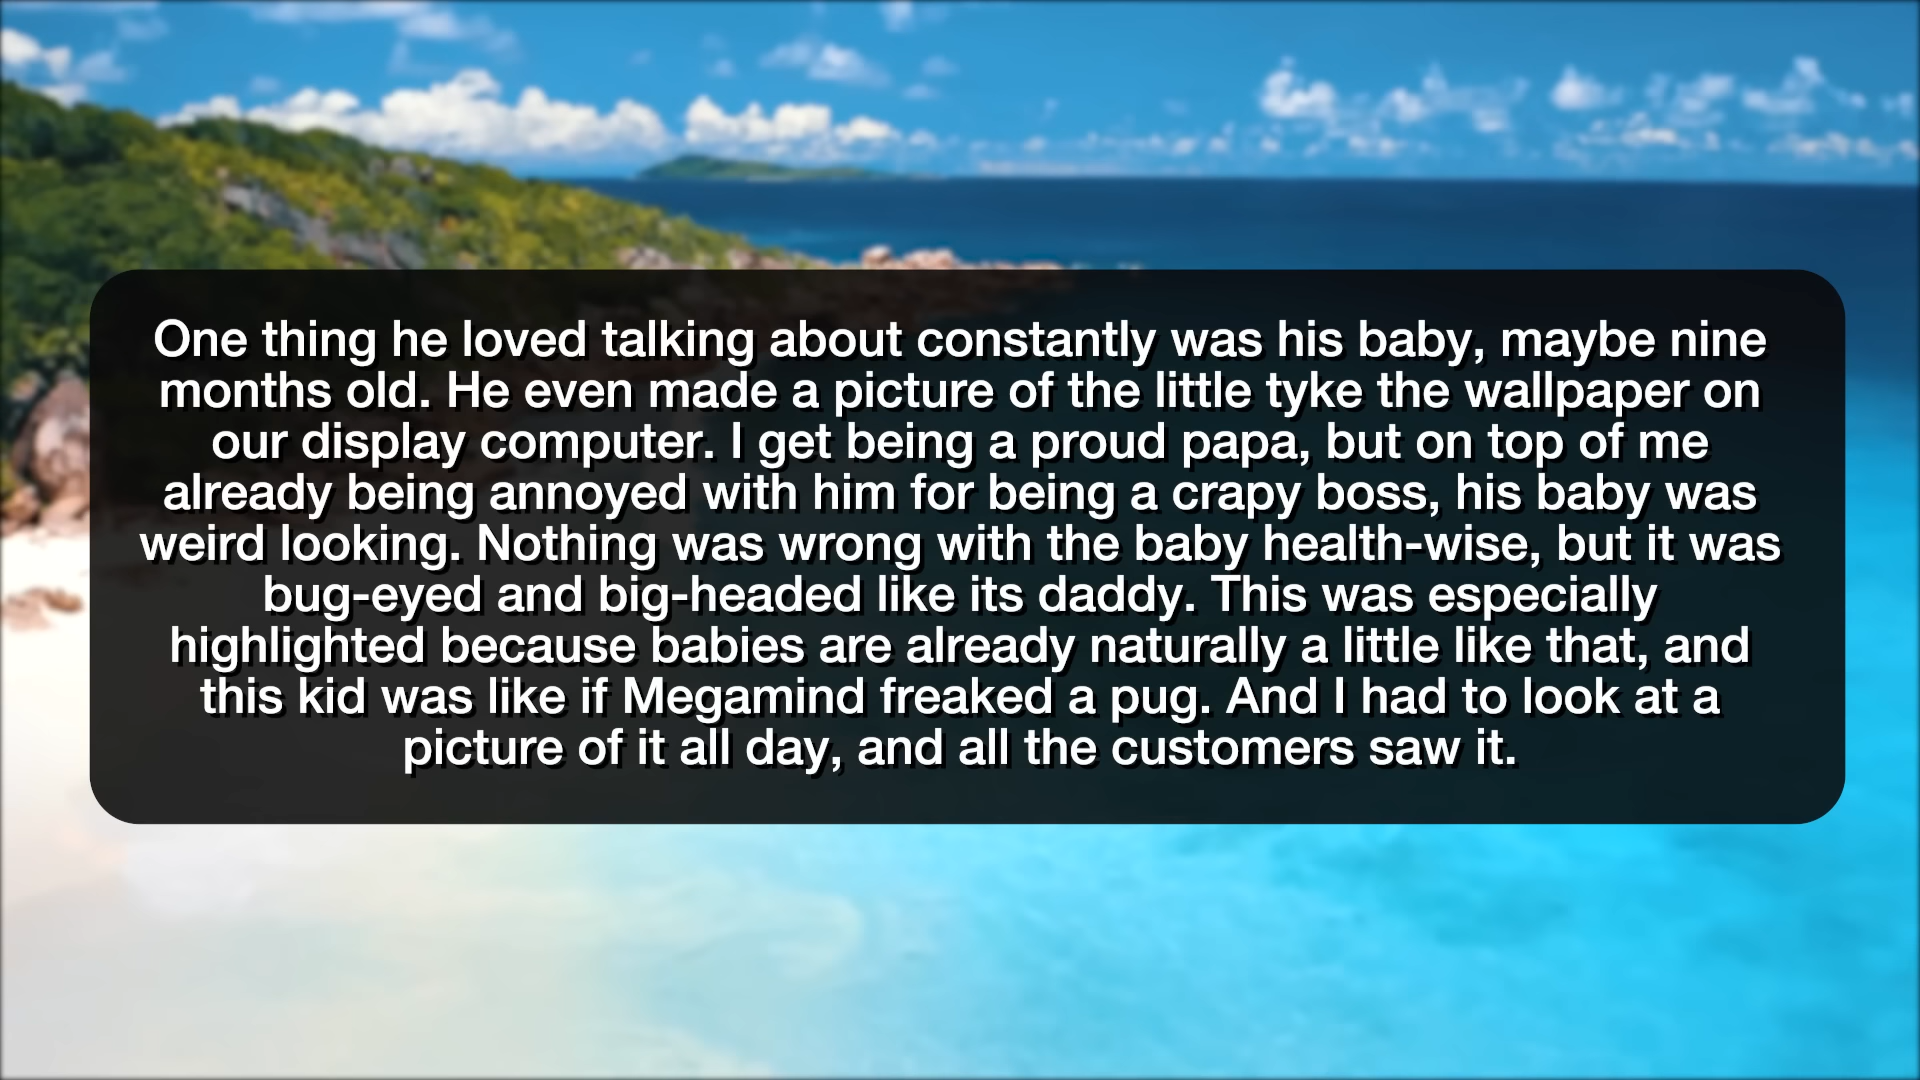 One thing he loved talking about constantly was his baby, maybe nine
months old. He even made a picture of the little tyke the wallpaper on
our display computer. I get being a proud papa, but on top of me
already being annoyed with him for being a crapy boss, his baby was
weird looking. Nothing was wrong with the baby health-wise, but it was
bug-eyed and big-headed like its daddy. This was especially
highlighted because babies are already naturally a little like that, and
this kid was like if Megamind freaked a pug. And I had to look at a
picture of it all day, and all the customers saw it.